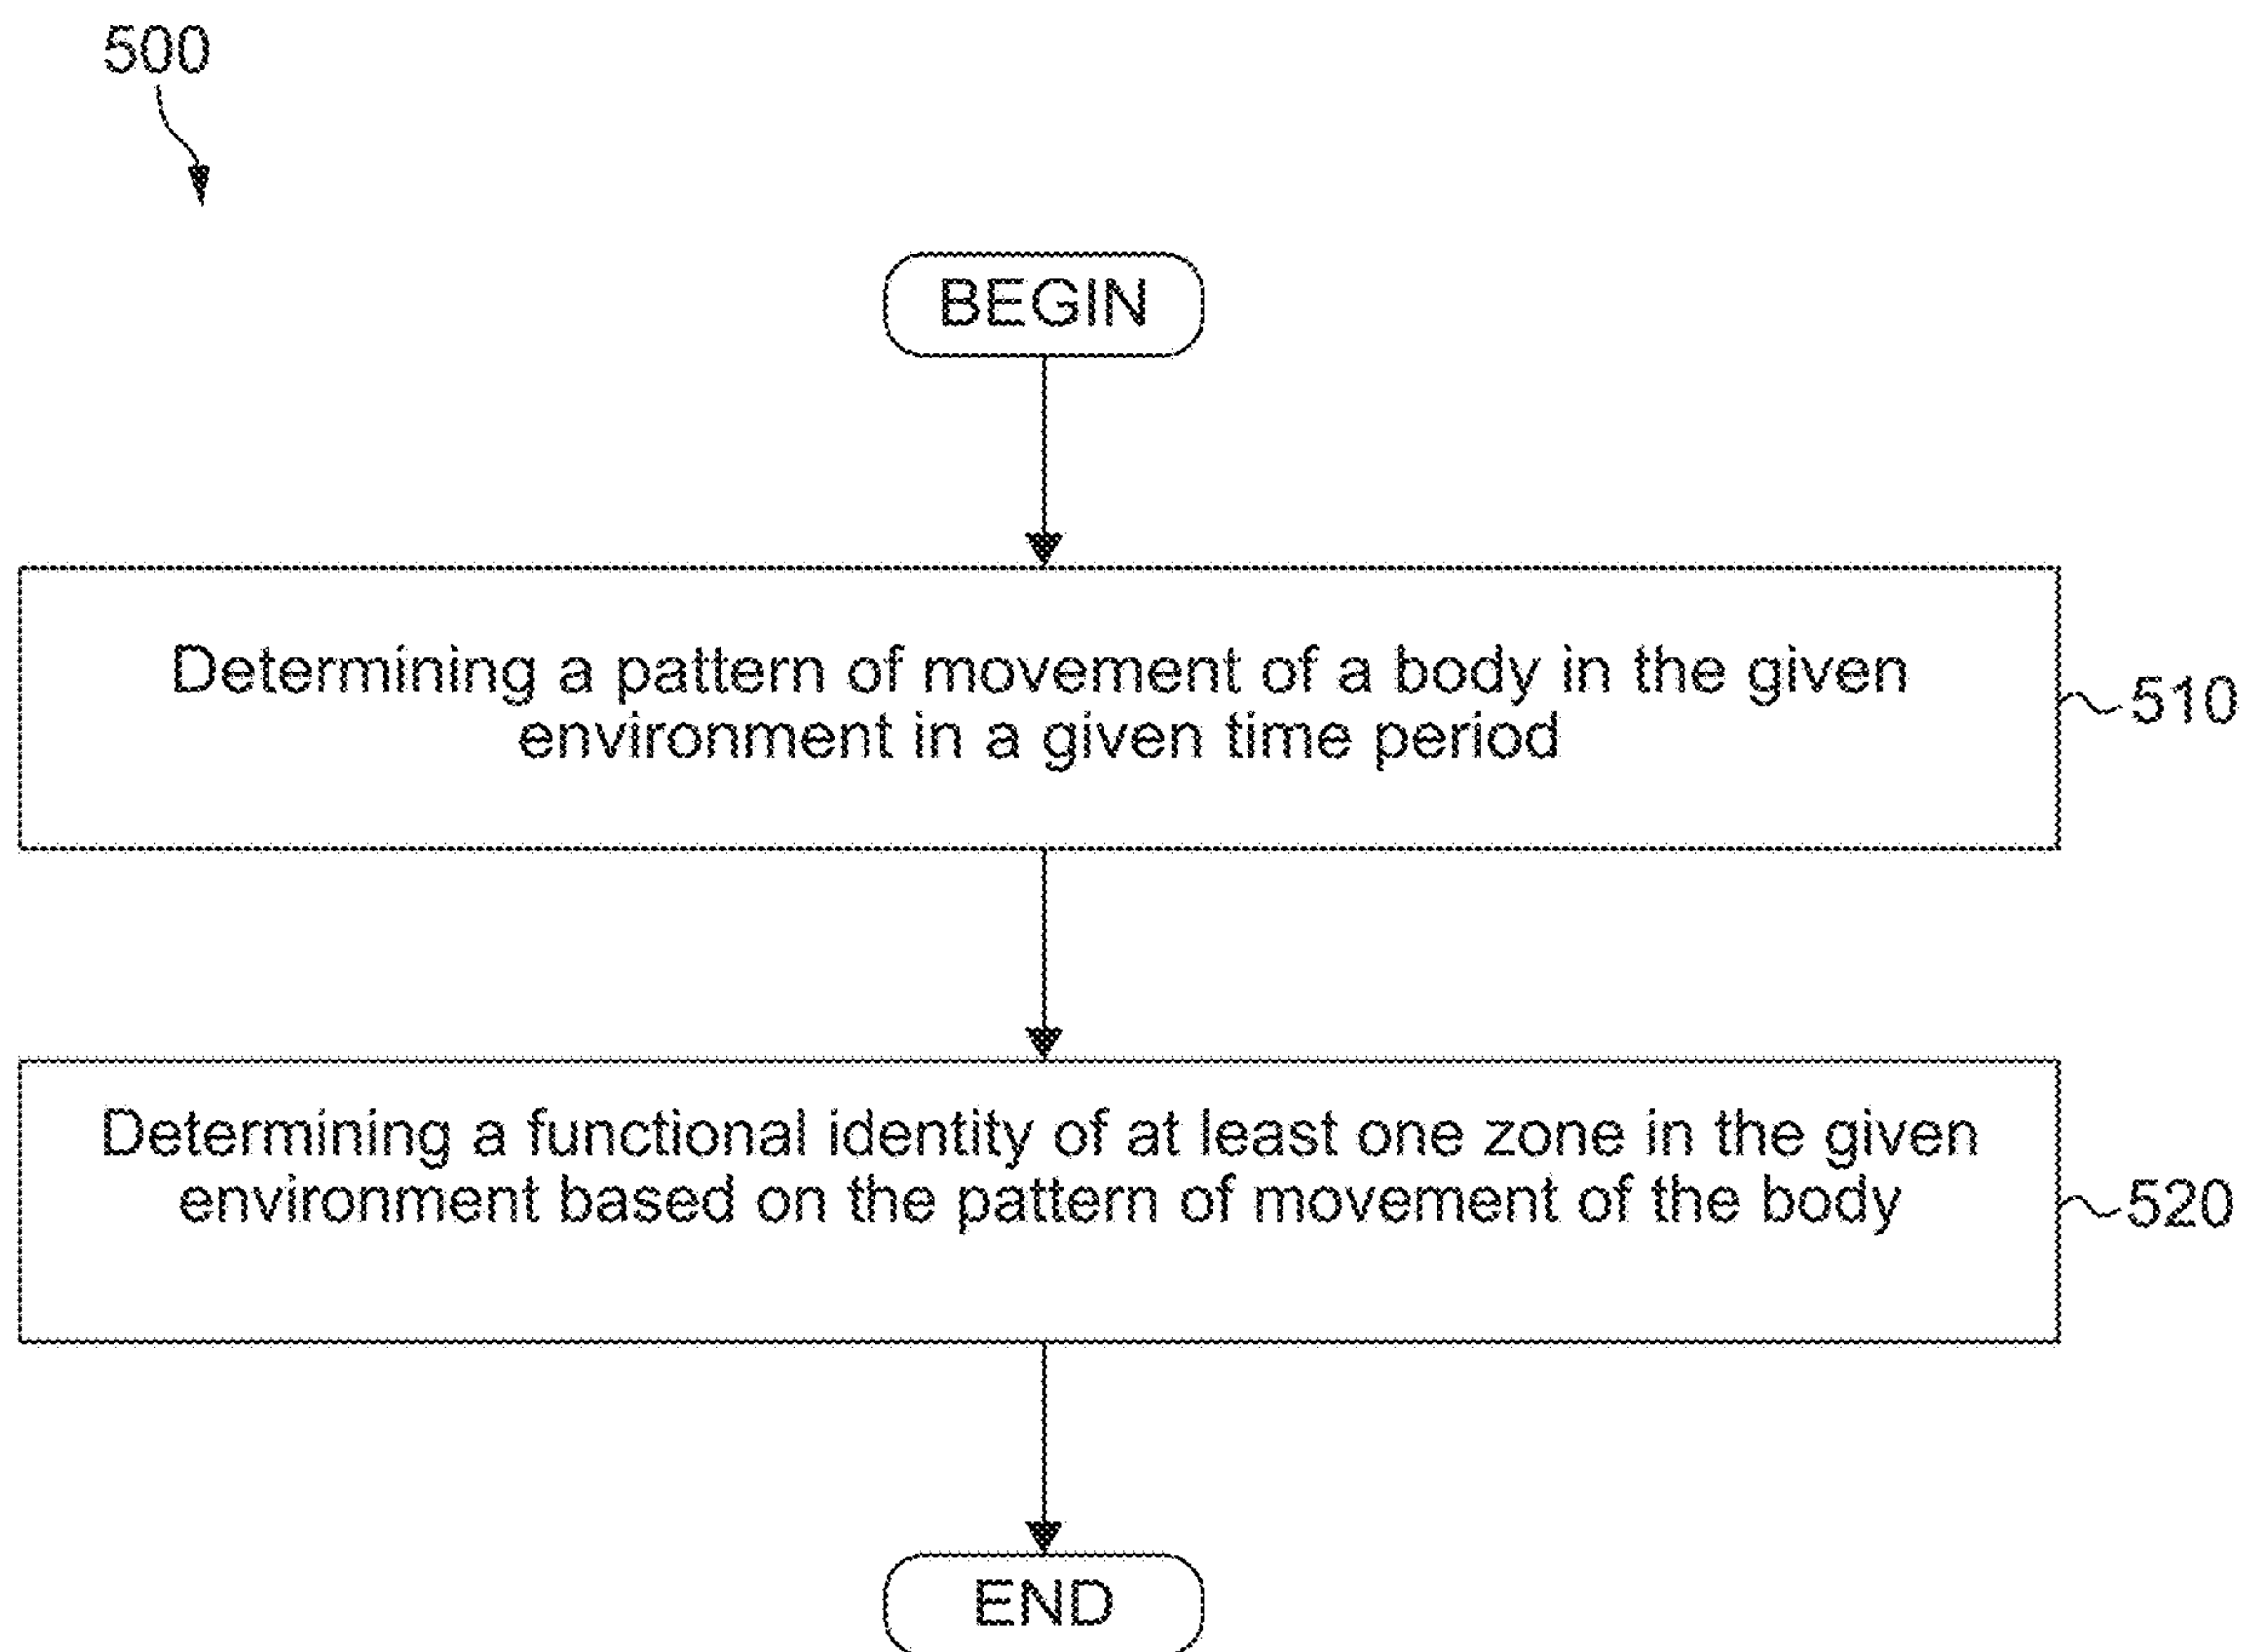 500
BEGIN
Determining a pattern of movement of a body in the given
environment in a given time period
510
Determining a functional identity of at least one zone in the given
environment based on the pattern of movement of the body
520
END